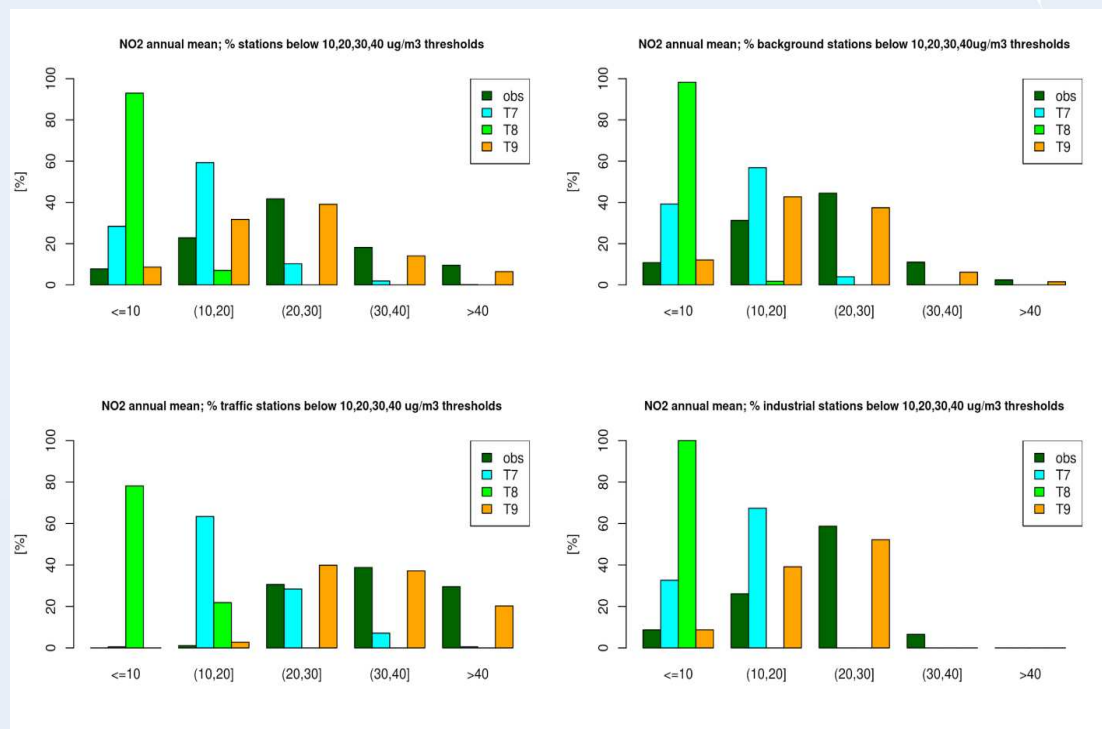 NO2 annual mean; % stations below 10,20,30,40 ug/m3 thresholds
[%]
0
20
40
60
80
100
obs
T7
T8
T9
<=10
(10,20]
(20,30]
(30,40]
>40
NO2 annual mean; % background stations below 10,20,30,40ug/m3 thresholds
[%]
0
20
40
60
80
100
obs
T7
T8
T9
<=10
(10,20]
(20,30]
(30,40]
>40
NO2 annual mean; % traffic stations below 10,20,30,40 ug/m3 thresholds
[%]
0
20
40
60
80
100
obs
T7
T8
T9
<=10
(10,20]
(20,30]
(30,40]
>40
NO2 annual mean; % industrial stations below 10,20,30,40 ug/m3 thresholds
[%]
0
20
40
60
80
100
obs
T7
T8
T9
<=10
(10,20]
(20,30]
(30,40]
>40